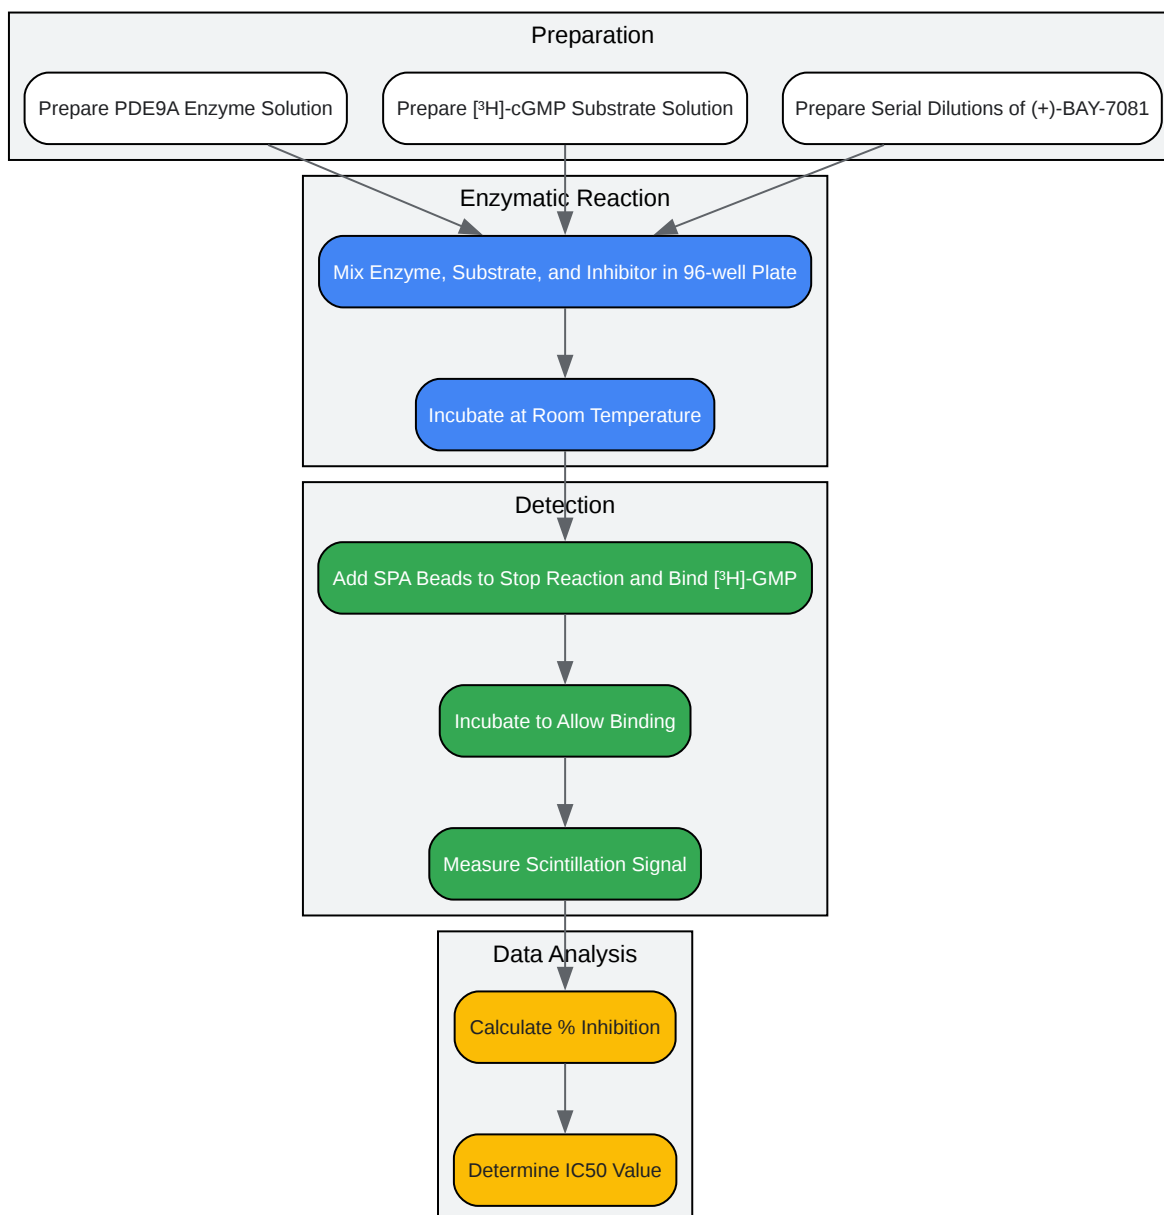 Preparation
Prepare PDE9A Enzyme Solution
Prepare [³H]-cGMP Substrate Solution
Prepare Serial Dilutions of (+)-BAY-7081
Enzymatic Reaction
Mix Enzyme, Substrate, and Inhibitor in 96-well Plate
Incubate at Room Temperature
Detection
Add SPA Beads to Stop Reaction and Bind [³H]-GMP
Incubate to Allow Binding
Measure Scintillation Signal
Data Analysis
Calculate % Inhibition
Determine IC50 Value